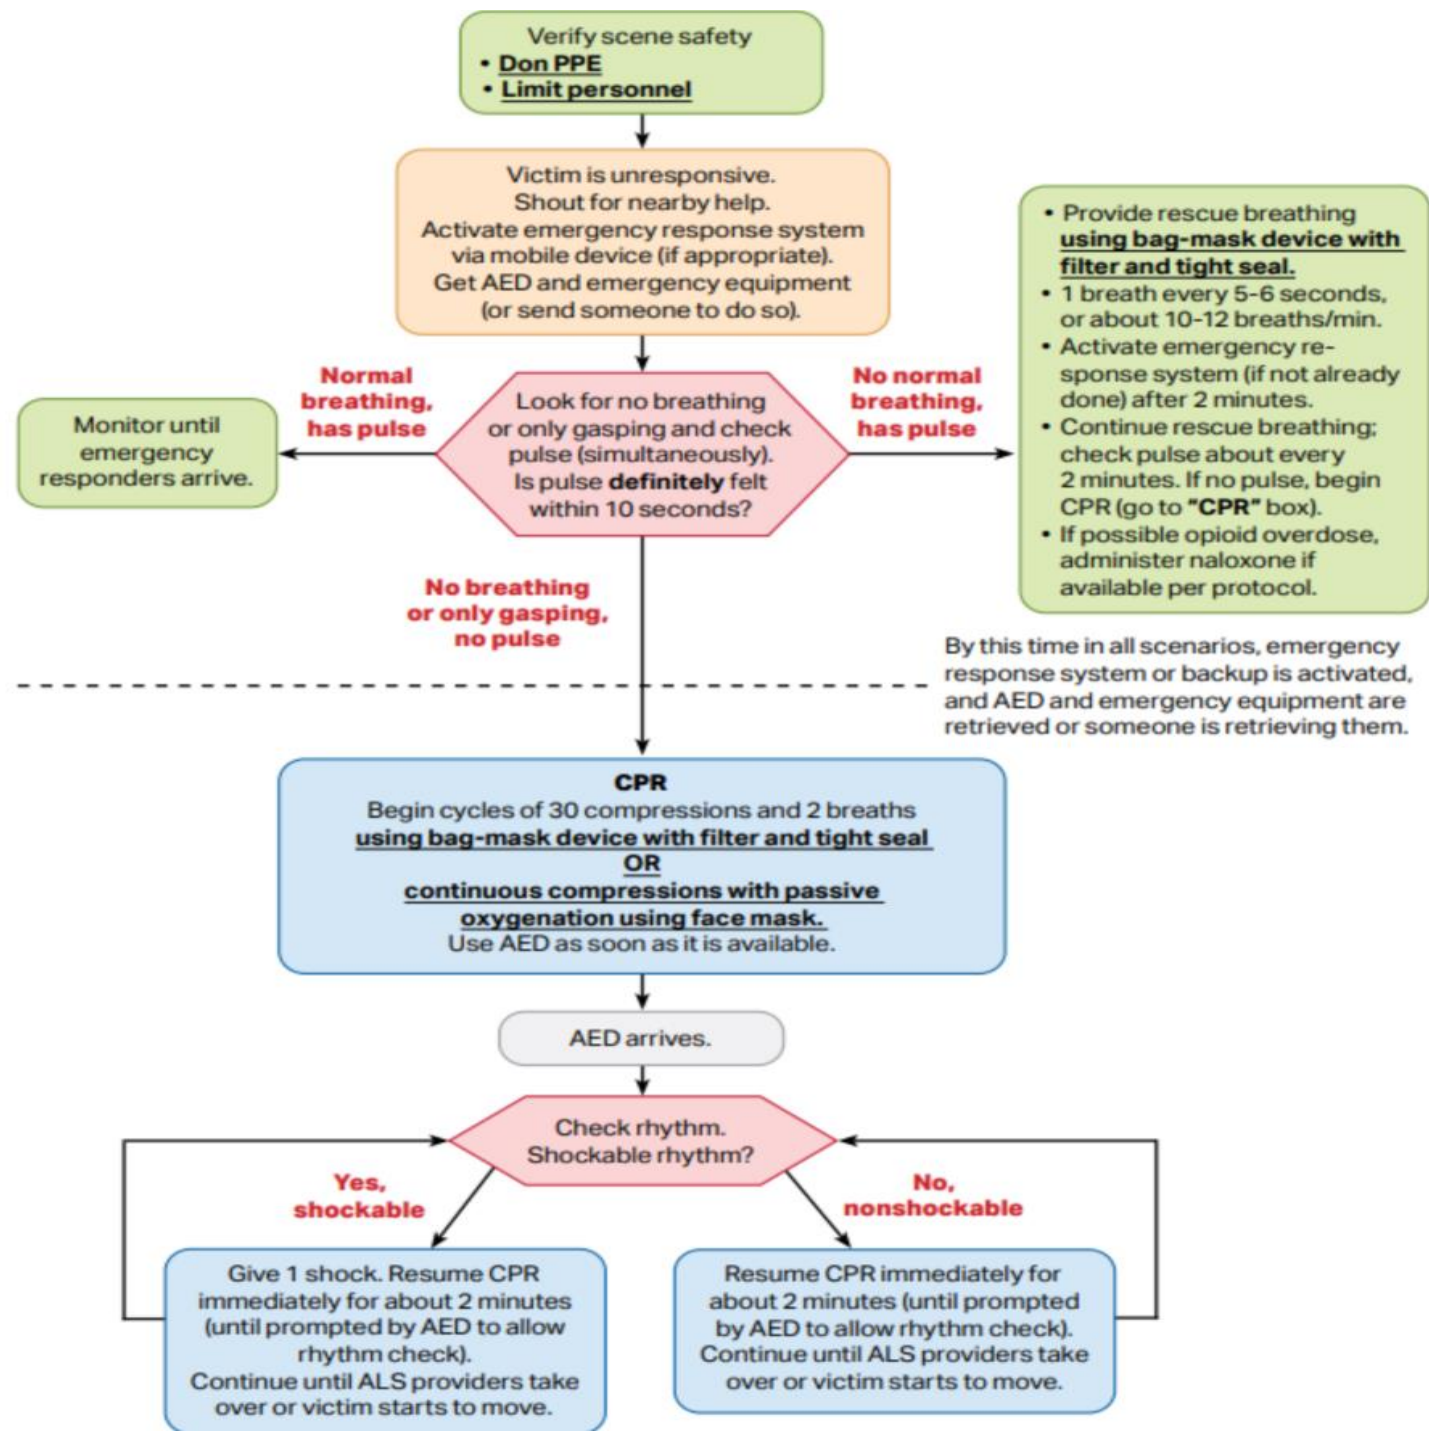 Verify scene safety
• Don PPE
• Limit personnel
Victim is unresponsive.
Shout for nearby help.
Activate emergency response system
via mobile device (if appropriate).
Get AED and emergency equipment
(or send someone to do so).
Normal
breathing,
has pulse
Monitor until
emergency
responders arrive.
Look for no breathing
or only gasping and check
pulse (simultaneously).
Is pulse definitely felt
within 10 seconds?
No normal
breathing,
has pulse
• Provide rescue breathing
using bag-mask device with
filter and tight seal.
• 1 breath every 5-6 seconds,
or about 10-12 breaths/min.
• Activate emergency re-
sponse system (if not already
done) after 2 minutes.
• Continue rescue breathing;
check pulse about every
2 minutes. If no pulse, begin
CPR (go to "CPR" box).
• If possible opioid overdose,
administer naloxone if
available per protocol.
No breathing
or only gasping,
no pulse
By this time in all scenarios, emergency
response system or backup is activated,
and AED and emergency equipment are
retrieved or someone is retrieving them.
CPR
Begin cycles of 30 compressions and 2 breaths
using bag-mask device with filter and tight seal
OR
continuous compressions with passive
oxygenation using face mask.
Use AED as soon as it is available.
AED arrives.
Check rhythm.
Shockable rhythm?
Yes,
shockable
No,
nonshockable
Give 1 shock. Resume CPR
immediately for about 2 minutes
(until prompted by AED to allow
rhythm check).
Continue until ALS providers take
over or victim starts to move.
Resume CPR immediately for
about 2 minutes (until prompted
by AED to allow rhythm check).
Continue until ALS providers take
over or victim starts to move.